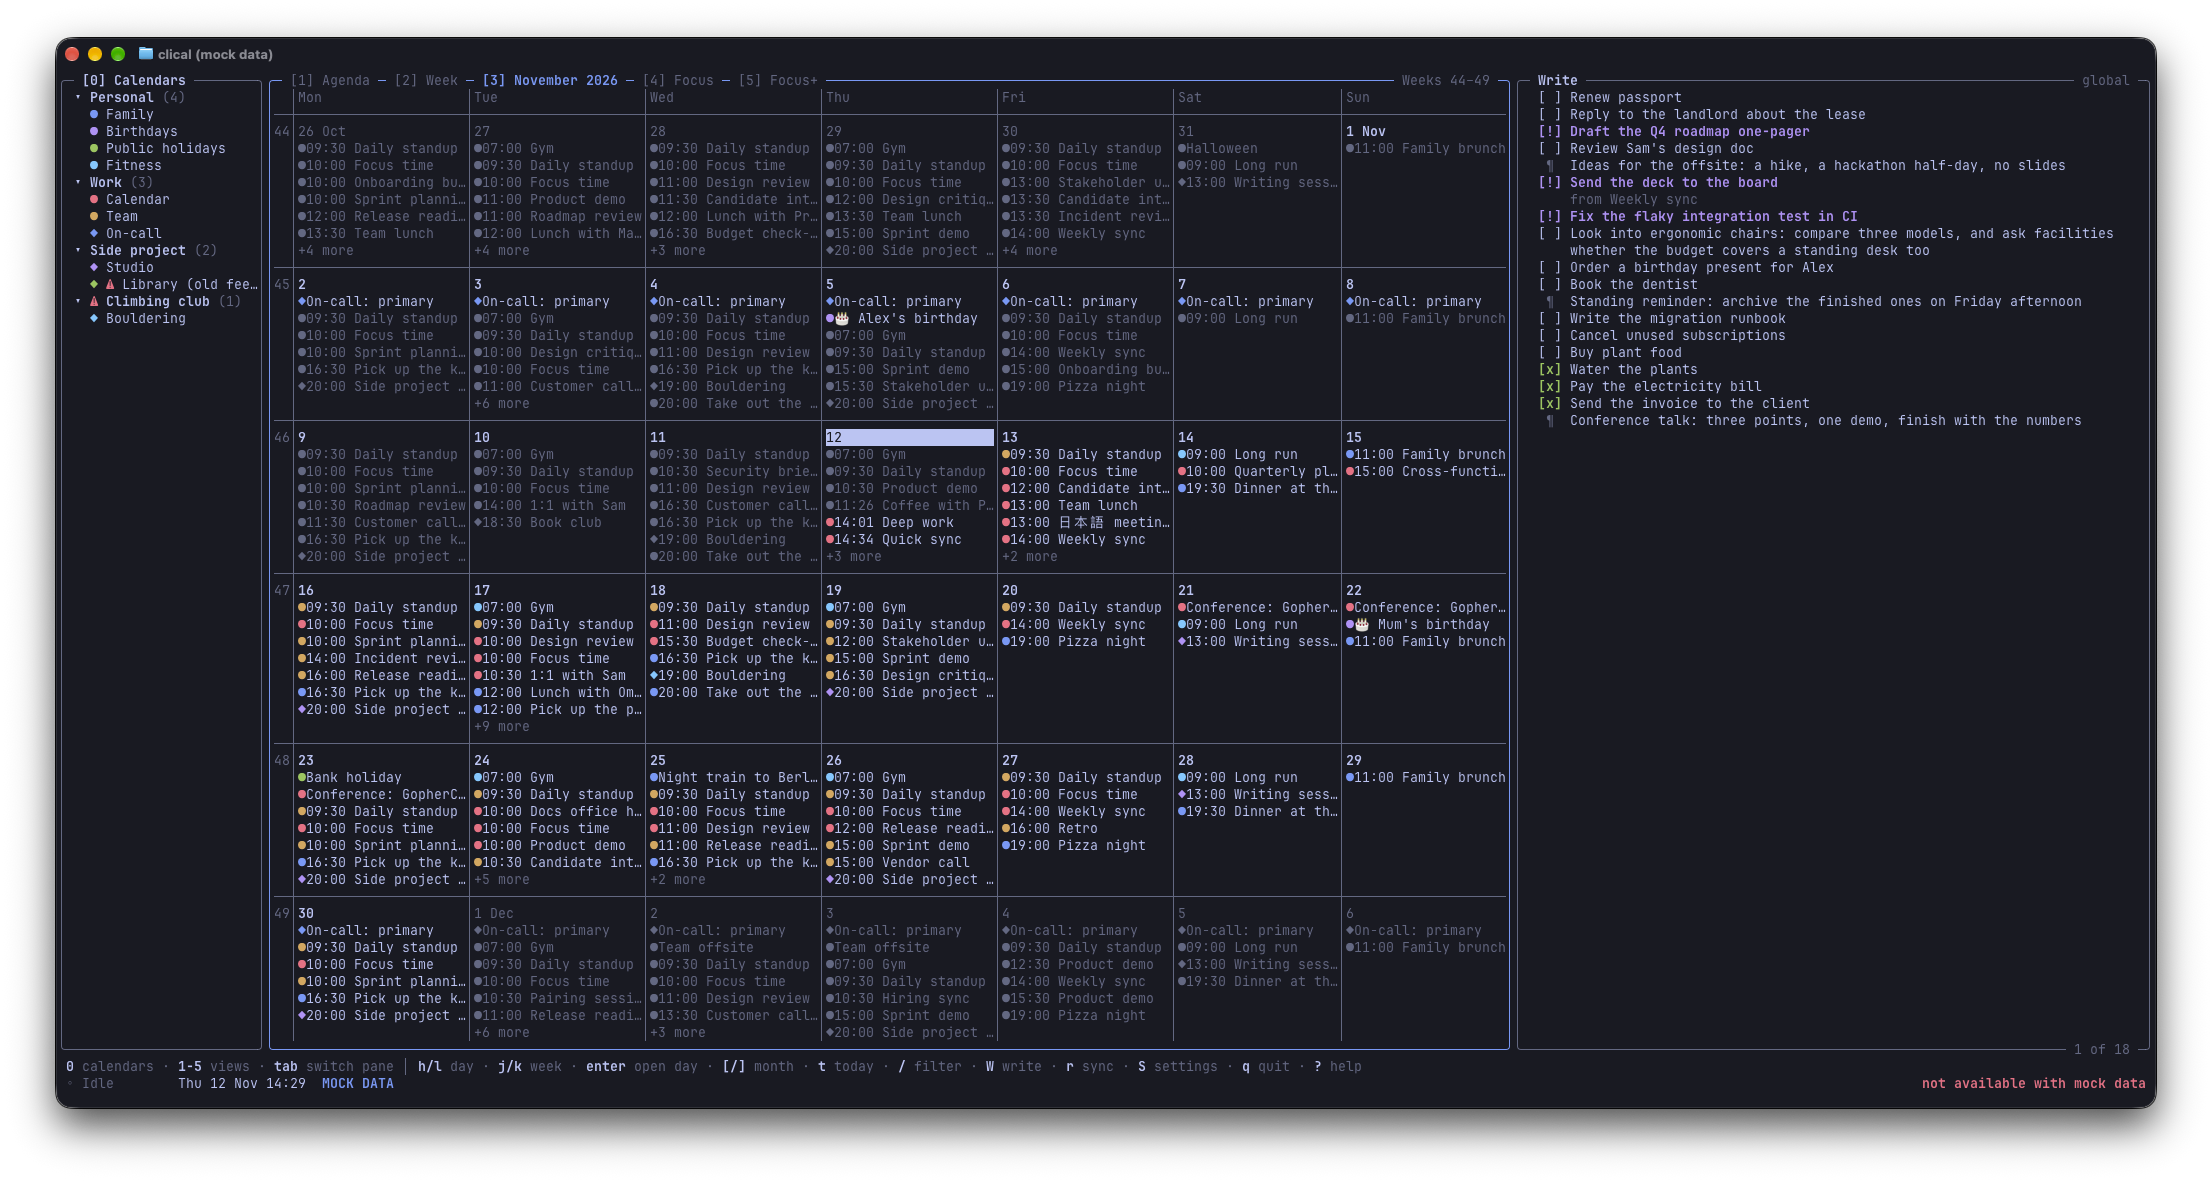 clical (mock data)
[0] Calendars
▾ Personal (4)
● Family
● Birthdays
● Public holidays
● Fitness
▾ Work (3)
● Calendar
● Team
◆ On-call
▾ Side project (2)
◆ Studio
◆ ▲ Library (old fee…
▾ ▲ Climbing club (1)
◆ Bouldering
[1] Agenda — [2] Week — [3] November 2026 — [4] Focus — [5] Focus+
Weeks 44–49
Mon
Tue
Wed
Thu
Fri
Sat
Sun
44
26 Oct
●09:30 Daily standup
●10:00 Focus time
●10:00 Onboarding bu…
●10:00 Sprint planni…
●12:00 Release readi…
●13:30 Team lunch
+4 more
27
●07:00 Gym
●09:30 Daily standup
●10:00 Focus time
●11:00 Product demo
●11:00 Roadmap review
●12:00 Lunch with Ma…
+4 more
28
●09:30 Daily standup
●10:00 Focus time
●11:00 Design review
●11:30 Candidate int…
●12:00 Lunch with Pr…
●16:30 Budget check-…
+3 more
29
●07:00 Gym
●09:30 Daily standup
●10:00 Focus time
●12:00 Design critiq…
●13:30 Team lunch
●15:00 Sprint demo
◆20:00 Side project …
30
●09:30 Daily standup
●10:00 Focus time
●13:00 Stakeholder u…
●13:30 Candidate int…
●13:30 Incident revi…
●14:00 Weekly sync
+4 more
31
●Halloween
●09:00 Long run
◆13:00 Writing sess…
1 Nov
●11:00 Family brunch
45
2
◆On-call: primary
●09:30 Daily standup
●10:00 Focus time
●10:00 Sprint planni…
●16:30 Pick up the k…
◆20:00 Side project …
3
◆On-call: primary
●07:00 Gym
●09:30 Daily standup
●10:00 Design critiq…
●10:00 Focus time
●11:00 Customer call…
+6 more
4
◆On-call: primary
●09:30 Daily standup
●10:00 Focus time
●11:00 Design review
●16:30 Pick up the k…
◆19:00 Bouldering
●20:00 Take out the …
5
◆On-call: primary
●🎂 Alex's birthday
●07:00 Gym
●09:30 Daily standup
●15:00 Sprint demo
●15:30 Stakeholder u…
◆20:00 Side project …
6
◆On-call: primary
●09:30 Daily standup
●10:00 Focus time
●14:00 Weekly sync
●15:00 Onboarding bu…
●19:00 Pizza night
7
◆On-call: primary
●09:00 Long run
8
◆On-call: primary
●11:00 Family brunch
46
9
●09:30 Daily standup
●10:00 Focus time
●10:00 Sprint planni…
●10:30 Roadmap review
●11:30 Customer call…
●16:30 Pick up the k…
◆20:00 Side project …
10
●07:00 Gym
●09:30 Daily standup
●10:00 Focus time
●14:00 1:1 with Sam
◆18:30 Book club
11
●09:30 Daily standup
●10:30 Security brie…
●11:00 Design review
●16:30 Customer call…
●16:30 Pick up the k…
◆19:00 Bouldering
●20:00 Take out the …
12
●07:00 Gym
●09:30 Daily standup
●10:30 Product demo
●11:26 Coffee with P…
●14:01 Deep work
●14:34 Quick sync
+3 more
13
●09:30 Daily standup
●10:00 Focus time
●12:00 Candidate int…
●13:00 Team lunch
●13:00 日本語 meetin…
●14:00 Weekly sync
+2 more
14
●09:00 Long run
●10:00 Quarterly pl…
●19:30 Dinner at th…
15
●11:00 Family brunch
●15:00 Cross-functi…
47
16
●09:30 Daily standup
●10:00 Focus time
●10:00 Sprint planni…
●14:00 Incident revi…
●16:00 Release readi…
●16:30 Pick up the k…
◆20:00 Side project …
17
●07:00 Gym
●09:30 Daily standup
●10:00 Design review
●10:00 Focus time
●10:30 1:1 with Sam
●12:00 Lunch with Om…
●12:00 Pick up the p…
+9 more
18
●09:30 Daily standup
●11:00 Design review
●15:30 Budget check-…
●16:30 Pick up the k…
◆19:00 Bouldering
●20:00 Take out the …
19
●07:00 Gym
●09:30 Daily standup
●12:00 Stakeholder u…
●15:00 Sprint demo
●16:30 Design critiq…
◆20:00 Side project …
20
●09:30 Daily standup
●14:00 Weekly sync
●19:00 Pizza night
21
●Conference: Gopher…
●09:00 Long run
◆13:00 Writing sess…
22
●Conference: Gopher…
●🎂 Mum's birthday
●11:00 Family brunch
48
23
●Bank holiday
●Conference: GopherC…
●09:30 Daily standup
●10:00 Focus time
●10:00 Sprint planni…
●16:30 Pick up the k…
◆20:00 Side project …
24
●07:00 Gym
●09:30 Daily standup
●10:00 Docs office h…
●10:00 Focus time
●10:00 Product demo
●10:30 Candidate int…
+5 more
25
●Night train to Berl…
●09:30 Daily standup
●10:00 Focus time
●11:00 Design review
●11:00 Release readi…
●16:30 Pick up the k…
+2 more
26
●07:00 Gym
●09:30 Daily standup
●10:00 Focus time
●12:00 Release readi…
●15:00 Sprint demo
●15:00 Vendor call
◆20:00 Side project …
27
●09:30 Daily standup
●10:00 Focus time
●14:00 Weekly sync
●16:00 Retro
●19:00 Pizza night
28
●09:00 Long run
◆13:00 Writing sess…
●19:30 Dinner at th…
29
●11:00 Family brunch
49
30
◆On-call: primary
●09:30 Daily standup
●10:00 Focus time
●10:00 Sprint planni…
●16:30 Pick up the k…
◆20:00 Side project …
1 Dec
◆On-call: primary
●07:00 Gym
●09:30 Daily standup
●10:00 Focus time
●10:30 Pairing sessi…
●11:00 Release readi…
+6 more
2
◆On-call: primary
●Team offsite
●09:30 Daily standup
●10:00 Focus time
●11:00 Design review
●13:30 Customer call…
+3 more
3
◆On-call: primary
●Team offsite
●07:00 Gym
●09:30 Daily standup
●10:30 Hiring sync
●15:00 Sprint demo
◆20:00 Side project …
4
◆On-call: primary
●09:30 Daily standup
●12:30 Product demo
●14:00 Weekly sync
●15:30 Product demo
●19:00 Pizza night
5
◆On-call: primary
●09:00 Long run
◆13:00 Writing sess…
●19:30 Dinner at th…
6
◆On-call: primary
●11:00 Family brunch
Write
global
[ ] Renew passport
[ ] Reply to the landlord about the lease
[!] Draft the Q4 roadmap one-pager
[ ] Review Sam's design doc
¶ Ideas for the offsite: a hike, a hackathon half-day, no slides
[!] Send the deck to the board
from Weekly sync
[!] Fix the flaky integration test in CI
[ ] Look into ergonomic chairs: compare three models, and ask facilities
whether the budget covers a standing desk too
[ ] Order a birthday present for Alex
[ ] Book the dentist
¶ Standing reminder: archive the finished ones on Friday afternoon
[ ] Write the migration runbook
[ ] Cancel unused subscriptions
[ ] Buy plant food
[x] Water the plants
[x] Pay the electricity bill
[x] Send the invoice to the client
¶ Conference talk: three points, one demo, finish with the numbers
1 of 18
0 calendars · 1-5 views · tab switch pane │ h/l day · j/k week · enter open day · [/] month · t today · / filter · W write · r sync · S settings · q quit · ? help
◦ Idle Thu 12 Nov 14:29 MOCK DATA
not available with mock data